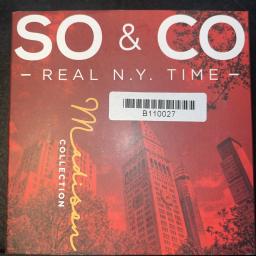 SO & CO
- REAL N.Y. TIME -
B110027
Madison
COLLECTION